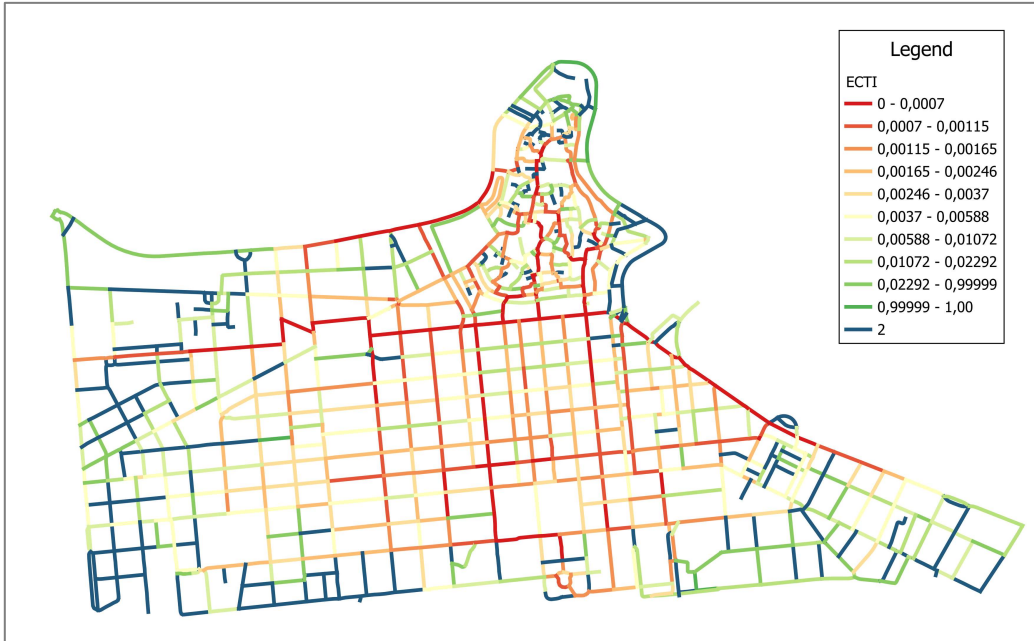 Legend
ECTI
0 - 0,0007
0,0007 - 0,00115
0,00115 - 0,00165
0,00165 - 0,00246
0,00246 - 0,0037
0,0037 - 0,00588
0,00588 - 0,01072
0,01072 - 0,02292
0,02292 - 0,99999
0,99999 - 1,00
2